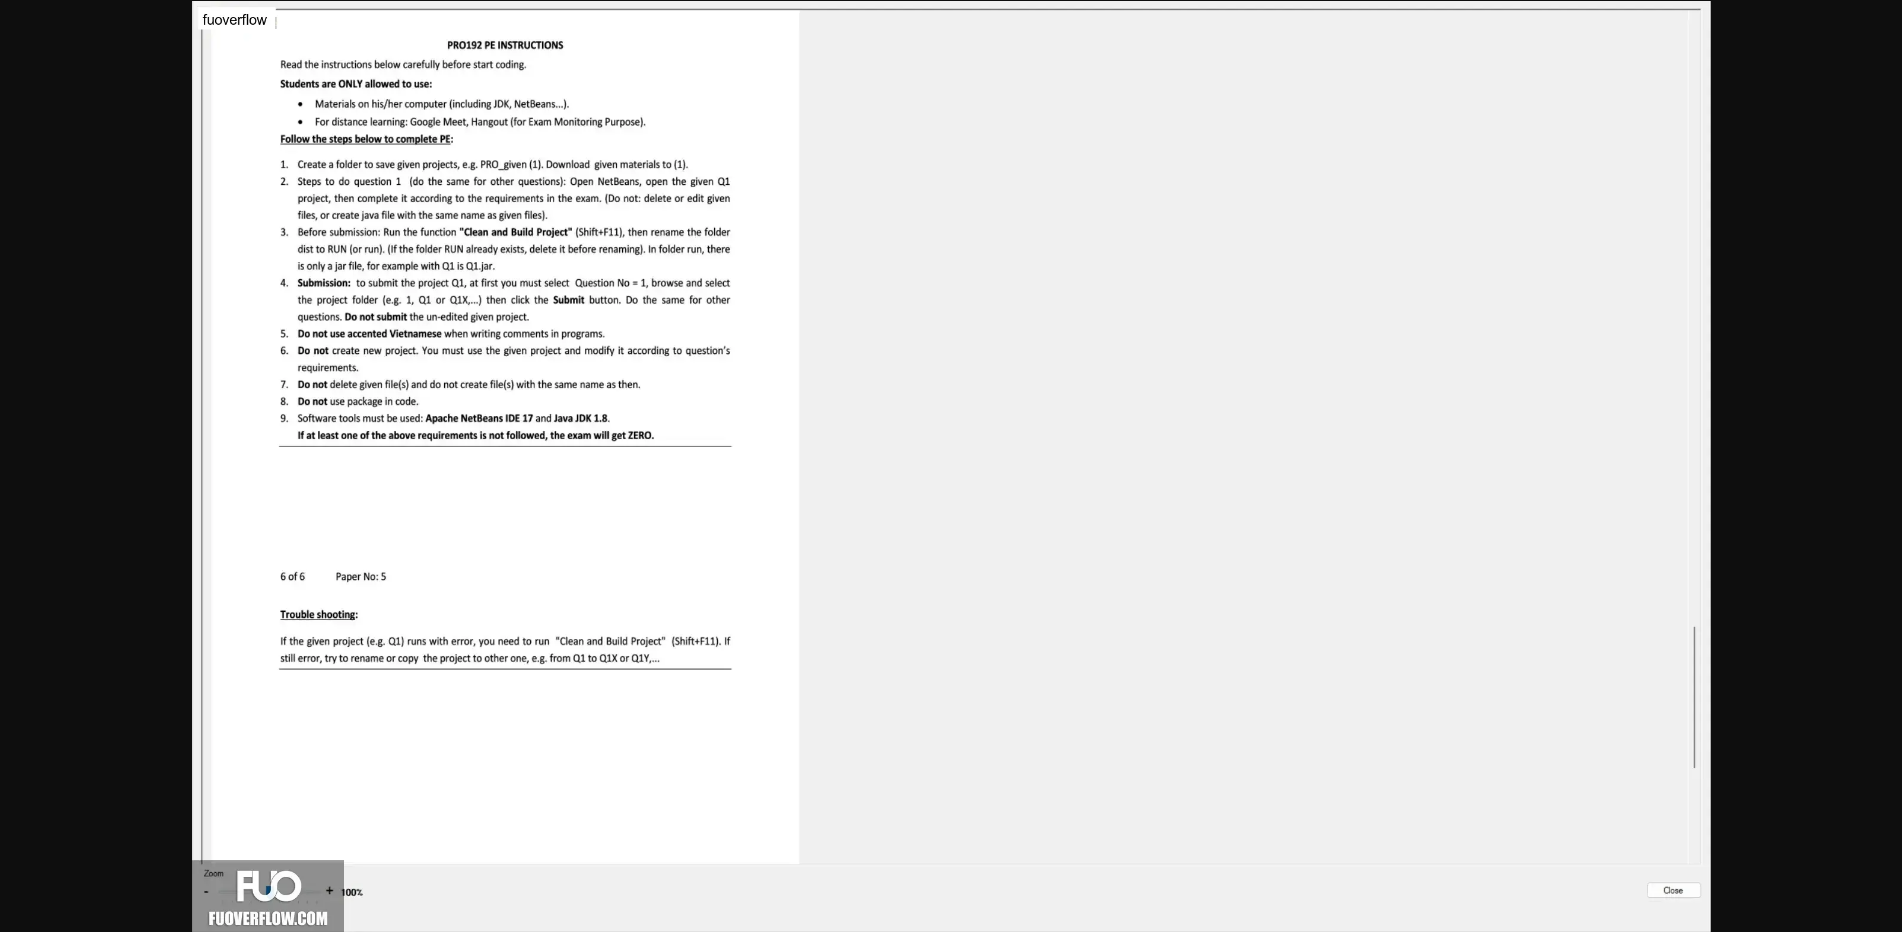 fuoverflow
PRO192 PE INSTRUCTIONS
Read the instructions below carefully before start coding.
Students are ONLY allowed to use:
• Materials on his/her computer (including JDK, NetBeans...).
• For distance learning: Google Meet, Hangout (for Exam Monitoring Purpose).
Follow the steps below to complete PE:
1. Create a folder to save given projects, e.g. PRO_given (1). Download given materials to (1).
2. Steps to do question 1 (do the same for other questions): Open NetBeans, open the given Q1
project, then complete it according to the requirements in the exam. (Do not: delete or edit given
files, or create java file with the same name as given files).
3. Before submission: Run the function "Clean and Build Project" (Shift+F11), then rename the folder
dist to RUN (or run). (If the folder RUN already exists, delete it before renaming). In folder run, there
is only a jar file, for example with Q1 is Q1.jar.
4. Submission: to submit the project Q1, at first you must select Question No = 1, browse and select
the project folder (e.g. 1, Q1 or Q1X,...) then click the Submit button. Do the same for other
questions. Do not submit the un-edited given project.
5. Do not use accented Vietnamese when writing comments in programs.
6. Do not create new project. You must use the given project and modify it according to question's
requirements.
7. Do not delete given file(s) and do not create file(s) with the same name as then.
8. Do not use package in code.
9. Software tools must be used: Apache NetBeans IDE 17 and Java JDK 1.8.
If at least one of the above requirements is not followed, the exam will get ZERO.
6 of 6 Paper No: 5
Trouble shooting:
If the given project (e.g. Q1) runs with error, you need to run "Clean and Build Project" (Shift+F11). If
still error, try to rename or copy the project to other one, e.g. from Q1 to Q1X or Q1Y,...
Zoom
- + 100%
Close
FUO
FUOVERFLOW.COM